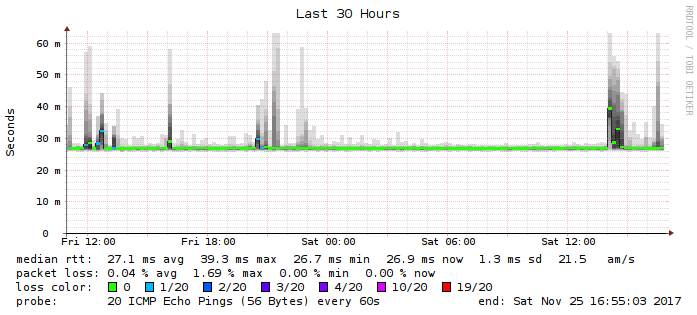 Last 30 Hours
RRDTOOL / TOBI OETIKER
Seconds
60 m
50 m
40 m
30 m
20 m
10 m
0
Fri 12:00 Fri 18:00 Sat 00:00 Sat 06:00 Sat 12:00
median rtt: 27.1 ms avg 39.3 ms max 26.7 ms min 26.9 ms now 1.3 ms sd 21.5 am/s
packet loss: 0.04 % avg 1.69 % max 0.00 % min 0.00 % now
loss color: 0 1/20 2/20 3/20 4/20 10/20 19/20
probe: 20 ICMP Echo Pings (56 Bytes) every 60s end: Sat Nov 25 16:55:03 2017